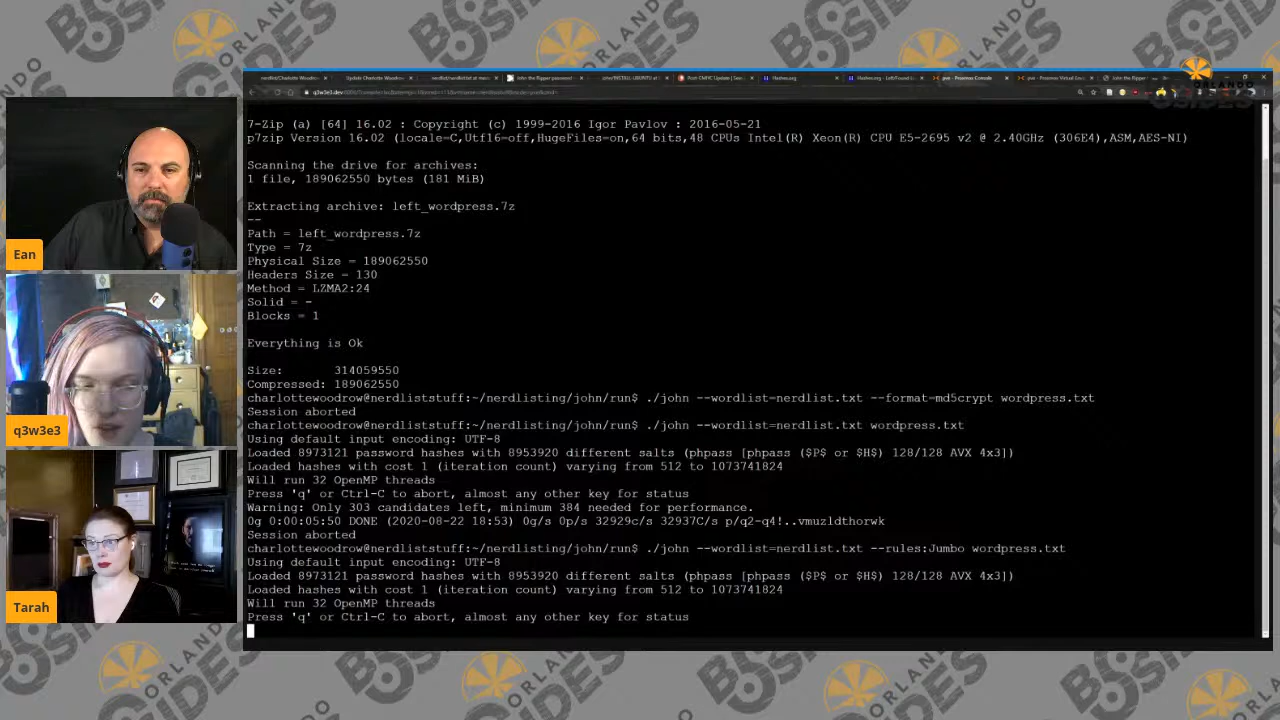 BSIDES
ORLANDO
Ean
q3w3e3
Tarah
7-Zip (a) [64] 16.02 : Copyright (c) 1999-2016 Igor Pavlov : 2016-05-21
p7zip Version 16.02 (locale=C,Utf16=off,HugeFiles=on,64 bits,48 CPUs Intel(R) Xeon(R) CPU E5-2695 v2 @ 2.40GHz (306E4),ASM,AES-NI)
Scanning the drive for archives:
1 file, 189062550 bytes (181 MiB)
Extracting archive: left_wordpress.7z
--
Path = left_wordpress.7z
Type = 7z
Physical Size = 189062550
Headers Size = 130
Method = LZMA2:24
Solid = -
Blocks = 1
Everything is Ok
Size:       314059550
Compressed: 189062550
charlottewoodrow@nerdliststuff:~/nerdlisting/john/run$ ./john --wordlist=nerdlist.txt --format=md5crypt wordpress.txt
Session aborted
charlottewoodrow@nerdliststuff:~/nerdlisting/john/run$ ./john --wordlist=nerdlist.txt wordpress.txt
Using default input encoding: UTF-8
Loaded 8973121 password hashes with 8953920 different salts (phpass [phpass ($P$ or $H$) 128/128 AVX 4x3])
Loaded hashes with cost 1 (iteration count) varying from 512 to 1073741824
Will run 32 OpenMP threads
Press 'q' or Ctrl-C to abort, almost any other key for status
Warning: Only 303 candidates left, minimum 384 needed for performance.
0g 0:00:05:50 DONE (2020-08-22 18:53) 0g/s 0p/s 32929c/s 32937C/s p/q2-q4!..vmuzldthorwk
Session aborted
charlottewoodrow@nerdliststuff:~/nerdlisting/john/run$ ./john --wordlist=nerdlist.txt --rules:Jumbo wordpress.txt
Using default input encoding: UTF-8
Loaded 8973121 password hashes with 8953920 different salts (phpass [phpass ($P$ or $H$) 128/128 AVX 4x3])
Loaded hashes with cost 1 (iteration count) varying from 512 to 1073741824
Will run 32 OpenMP threads
Press 'q' or Ctrl-C to abort, almost any other key for status